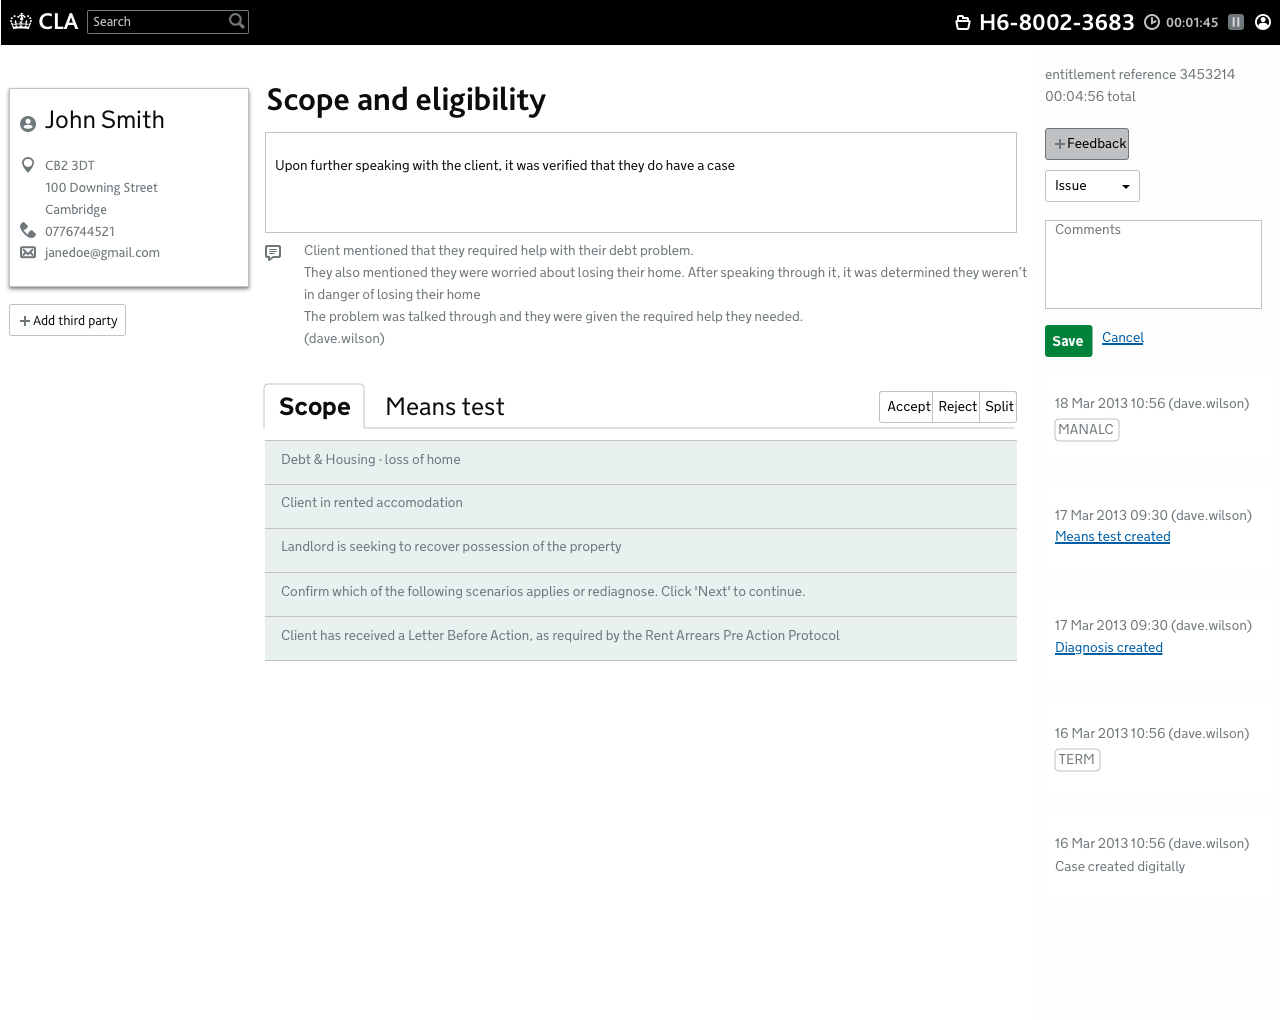 CLA
Search
H6-8002-3683
00:01:45
John Smith
CB2 3DT
100 Downing Street
Cambridge
0776744521
janedoe@gmail.com
Add third party
Scope and eligibility
Upon further speaking with the client, it was verified that they do have a case
Client mentioned that they required help with their debt problem.
They also mentioned they were worried about losing their home. After speaking through it, it was determined they weren't
in danger of losing their home
The problem was talked through and they were given the required help they needed.
(dave.wilson)
Scope
Means test
Accept
Reject
Split
Debt & Housing - loss of home
Client in rented accomodation
Landlord is seeking to recover possession of the property
Confirm which of the following scenarios applies or rediagnose. Click 'Next' to continue.
Client has received a Letter Before Action, as required by the Rent Arrears Pre Action Protocol
entitlement reference 3453214
00:04:56 total
Feedback
Issue
Comments
Save
Cancel
18 Mar 2013 10:56 (dave.wilson)
MANALC
17 Mar 2013 09:30 (dave.wilson)
Means test created
17 Mar 2013 09:30 (dave.wilson)
Diagnosis created
16 Mar 2013 10:56 (dave.wilson)
TERM
16 Mar 2013 10:56 (dave.wilson)
Case created digitally